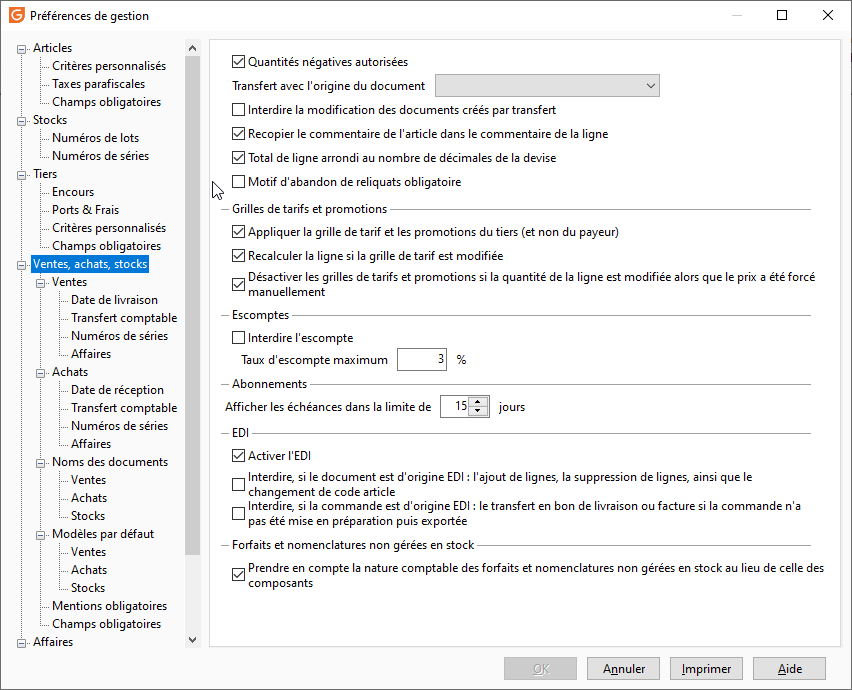 Préférences de gestion
Articles
Critères personnalisés
Taxes parafiscales
Champs obligatoires
Stocks
Numéros de lots
Numéros de séries
Tiers
Encours
Ports & Frais
Critères personnalisés
Champs obligatoires
Ventes, achats, stocks
Ventes
Date de livraison
Transfert comptable
Numéros de séries
Affaires
Achats
Date de réception
Transfert comptable
Numéros de séries
Affaires
Noms des documents
Ventes
Achats
Stocks
Modèles par défaut
Ventes
Achats
Stocks
Mentions obligatoires
Champs obligatoires
Affaires
Quantités négatives autorisées
Transfert avec l'origine du document
Interdire la modification des documents créés par transfert
Recopier le commentaire de l'article dans le commentaire de la ligne
Total de ligne arrondi au nombre de décimales de la devise
Motif d'abandon de reliquats obligatoire
Grilles de tarifs et promotions
Appliquer la grille de tarif et les promotions du tiers (et non du payeur)
Recalculer la ligne si la grille de tarif est modifiée
Désactiver les grilles de tarifs et promotions si la quantité de la ligne est modifiée alors que le prix a été forcé
manuellement
Escomptes
Interdire l'escompte
Taux d'escompte maximum 3 %
Abonnements
Afficher les échéances dans la limite de 15 jours
EDI
Activer l'EDI
Interdire, si le document est d'origine EDI : l'ajout de lignes, la suppression de lignes, ainsi que le
changement de code article
Interdire, si la commande est d'origine EDI : le transfert en bon de livraison ou facture si la commande n'a
pas été mise en préparation puis exportée
Forfaits et nomenclatures non gérées en stock
Prendre en compte la nature comptable des forfaits et nomenclatures non gérées en stock au lieu de celle des
composants
OK Annuler Imprimer Aide